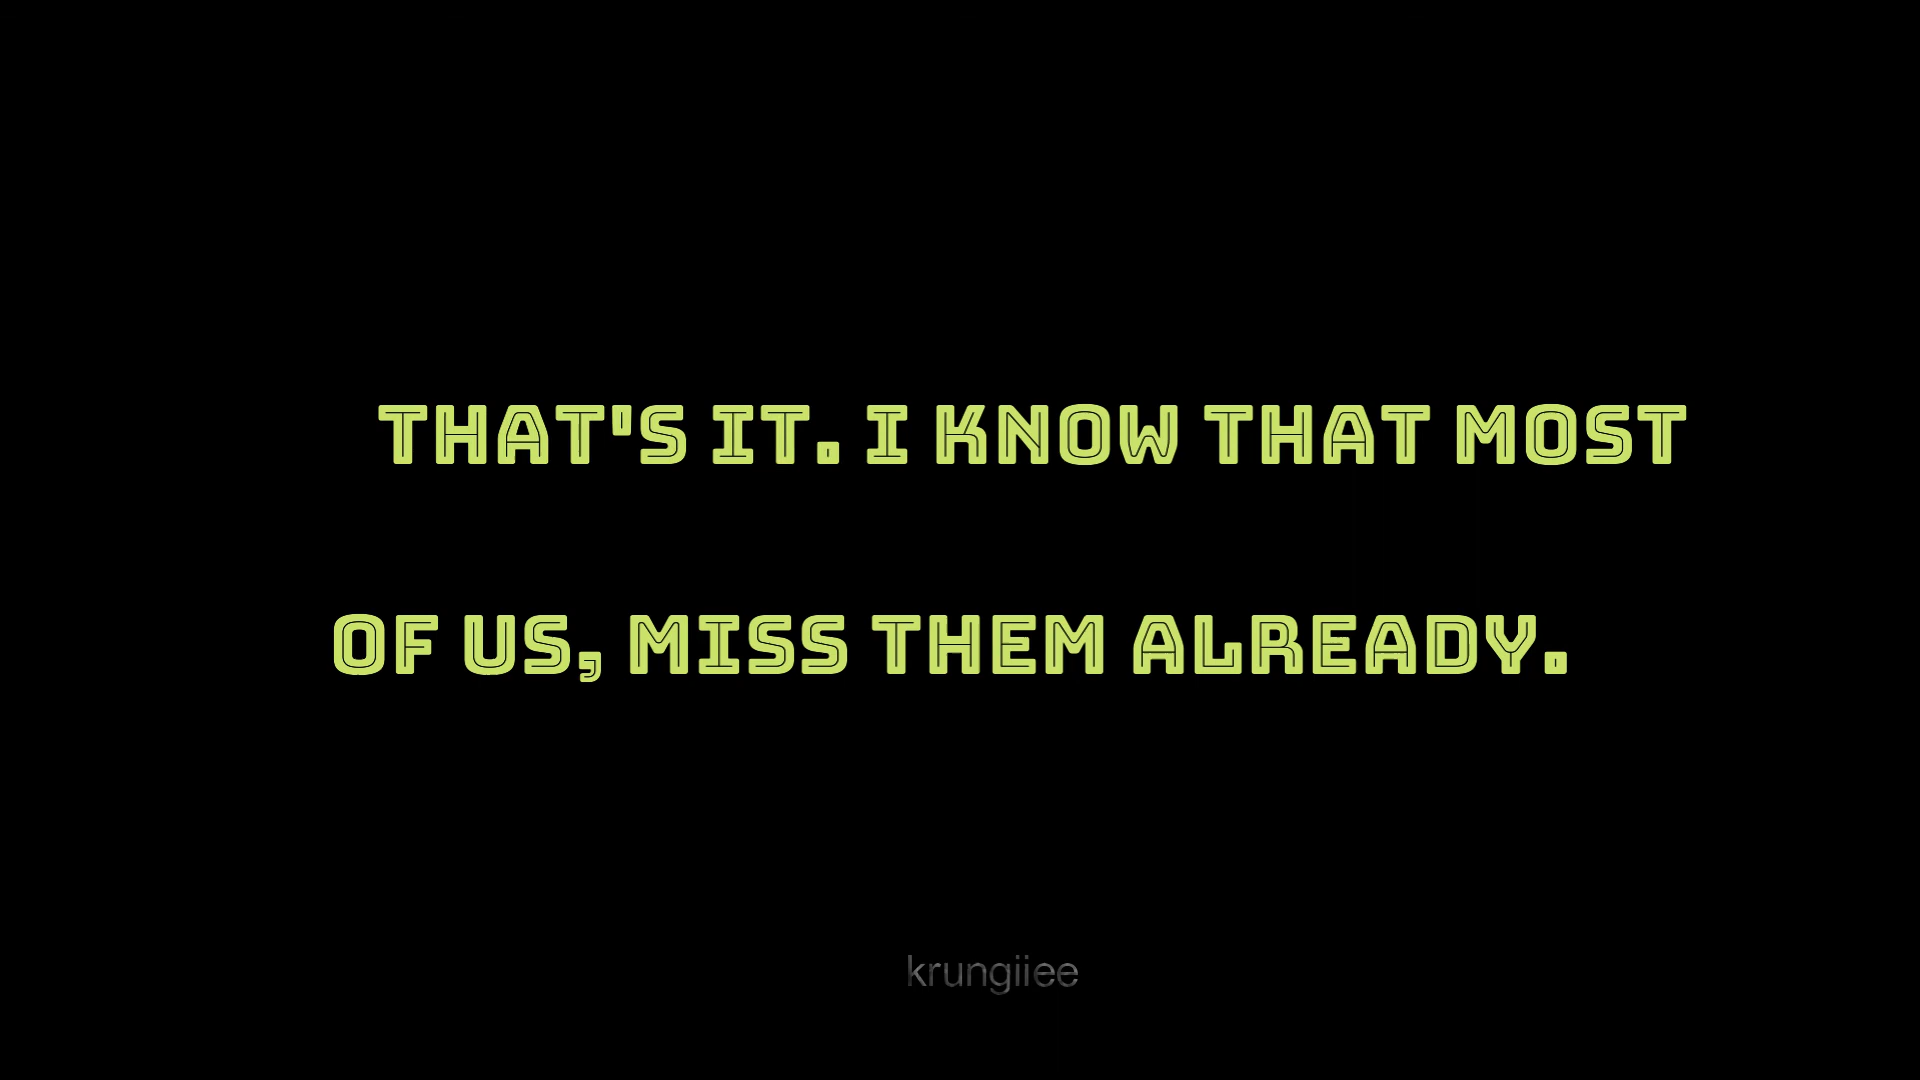 THAT'S IT. I KNOW THAT MOST
OF US, MISS THEM ALREADY.
krungiiee